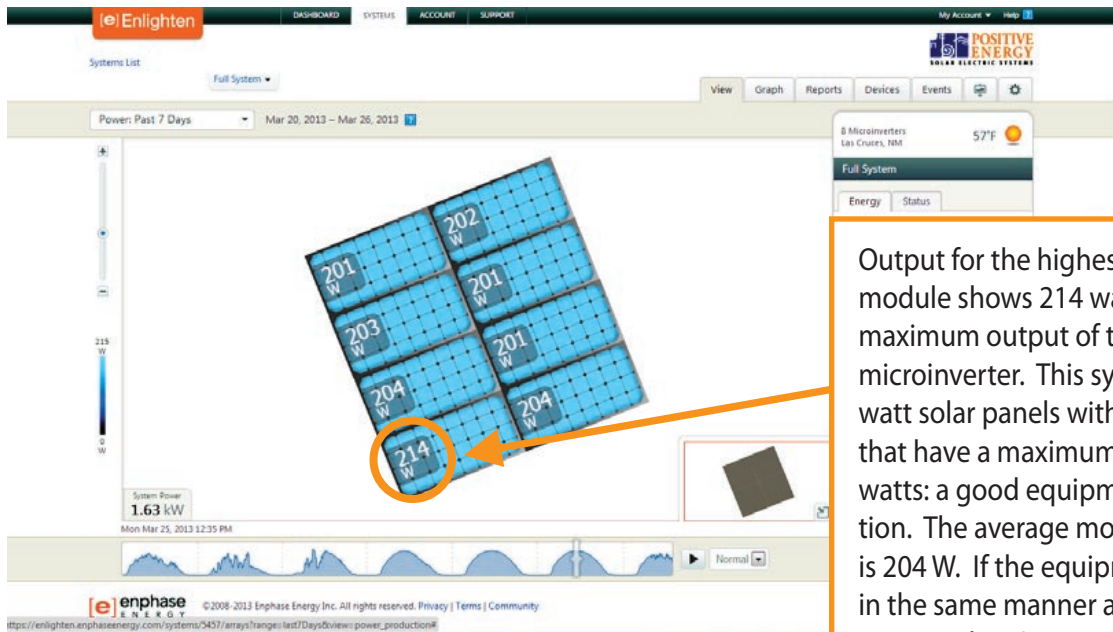 [e] Enlighten
DASHBOARD SYSTEMS ACCOUNT SUPPORT
My Account Help ?
POSITIVE
ENERGY
SOLAR ELECTRIC SYSTEMS
Systems List
Full System
View Graph Reports Devices Events
Power: Past 7 Days Mar 20, 2013 – Mar 26, 2013 ?
8 Microinverters
Las Cruces, NM
57°F
Full System
Energy Status
215
W
0
W
202
W
201
W
201
W
203
W
201
W
204
W
204
W
214
W
System Power
1.63 kW
Mon Mar 25, 2013 12:35 PM
Normal
[e] enphase
ENERGY
©2008-2013 Enphase Energy Inc. All rights reserved. Privacy | Terms | Community
https://enlighten.enphaseenergy.com/systems/5457/arrays?range=last7Days&view=power_production#
Output for the highes
module shows 214 wa
maximum output of t
microinverter. This sy
watt solar panels with
that have a maximum
watts: a good equipm
tion. The average mo
is 204 W. If the equipm
in the same manner a